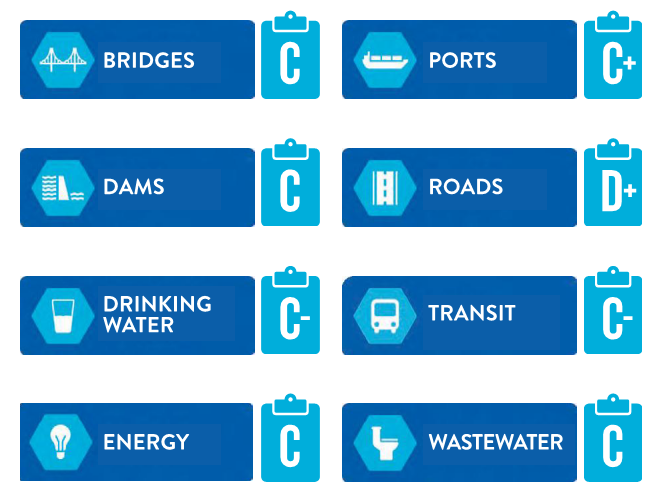 BRIDGES
C
PORTS
C+
DAMS
C
ROADS
D+
DRINKING
WATER
C-
TRANSIT
C-
ENERGY
C
WASTEWATER
C